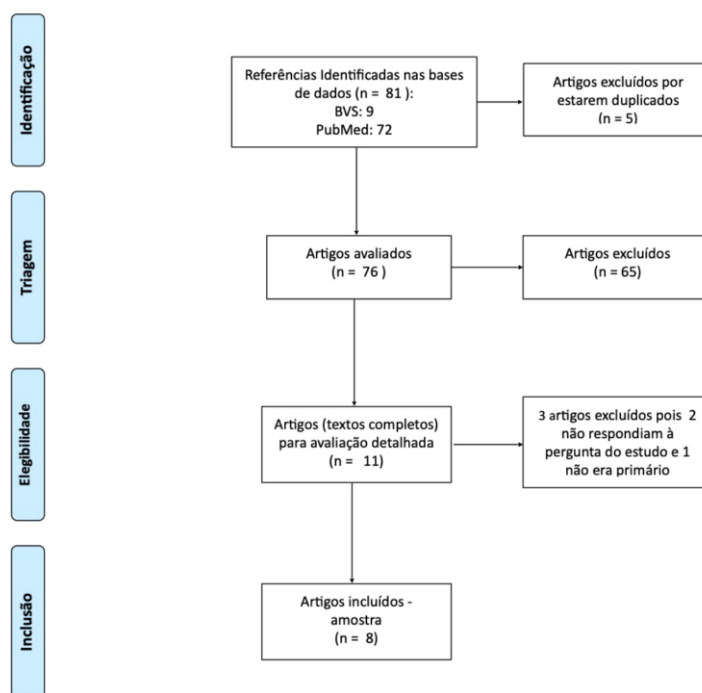 Identificação
Referências Identificadas nas bases
de dados (n = 81 ):
BVS: 9
PubMed: 72
Artigos excluídos por
estarem duplicados
(n = 5)
Triagem
Artigos avaliados
(n = 76 )
Artigos excluídos
(n = 65)
Elegibilidade
Artigos (textos completos)
para avaliação detalhada
(n = 11)
3 artigos excluídos pois 2
não respondiam à
pergunta do estudo e 1
não era primário
Inclusão
Artigos incluídos -
amostra
(n = 8)